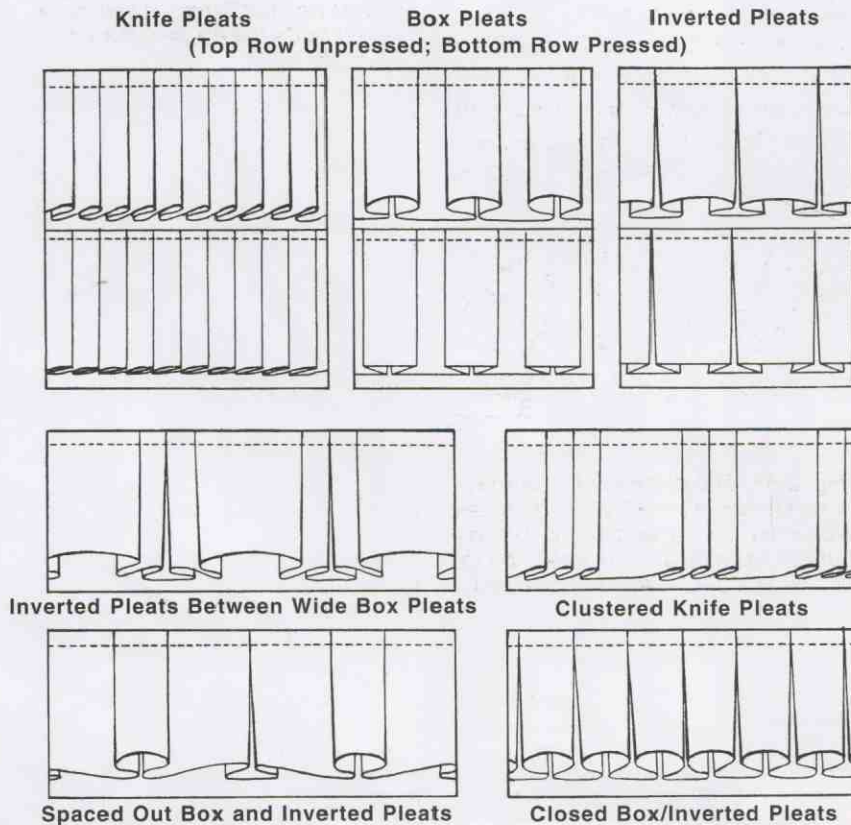 Knife Pleats Box Pleats Inverted Pleats
(Top Row Unpressed; Bottom Row Pressed)
Inverted Pleats Between Wide Box Pleats Clustered Knife Pleats
Spaced Out Box and Inverted Pleats Closed Box/Inverted Pleats